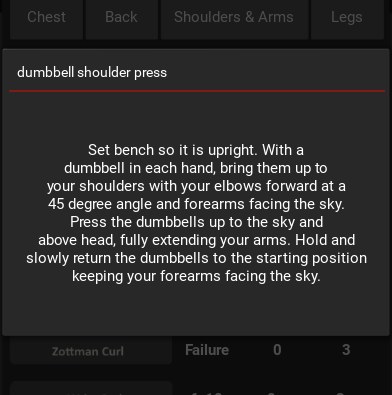 Chest Back Shoulders & Arms Legs
dumbbell shoulder press
Set bench so it is upright. With a
dumbbell in each hand, bring them up to
your shoulders with your elbows forward at a
45 degree angle and forearms facing the sky.
Press the dumbbells up to the sky and
above head, fully extending your arms. Hold and
slowly return the dumbbells to the starting position
keeping your forearms facing the sky.
Zottman Curl Failure 0 3